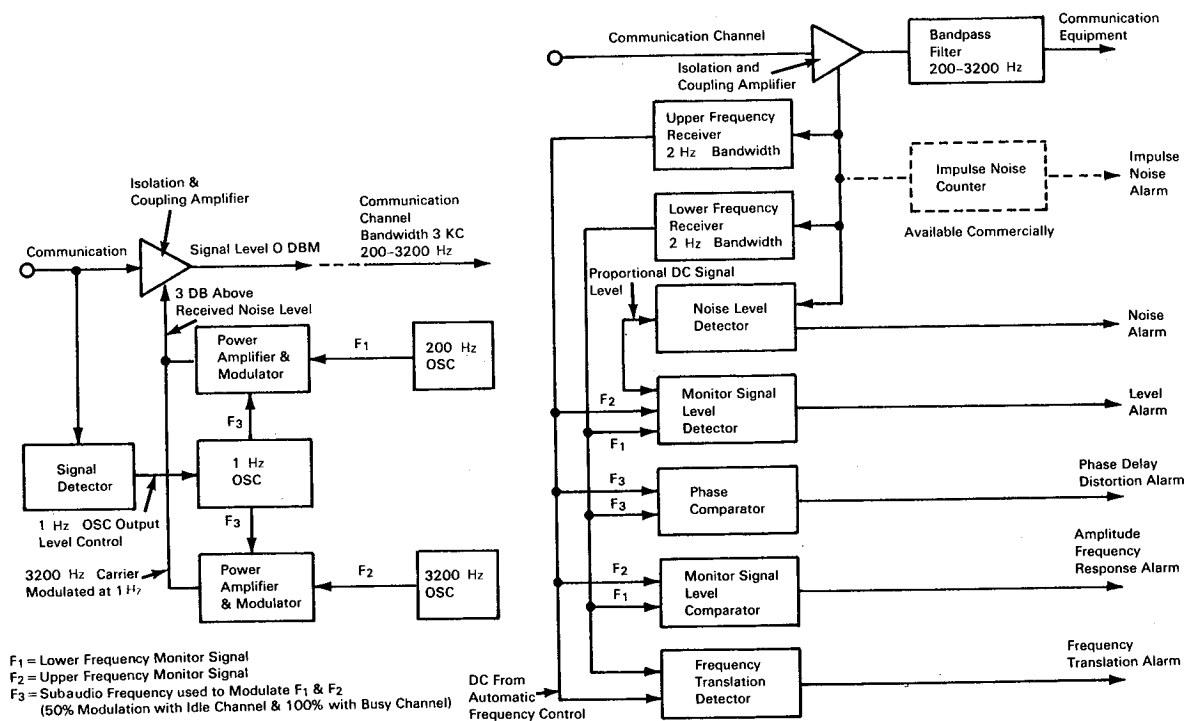 Communication Channel
Isolation and
Coupling Amplifier
Bandpass
Filter
200–3200 Hz
Communication
Equipment
Upper Frequency
Receiver
2 Hz Bandwidth
Impulse Noise
Counter
Impulse
Noise
Alarm
Available Commercially
Lower Frequency
Receiver
2 Hz Bandwidth
Proportional DC Signal
Level
Noise Level
Detector
Noise
Alarm
F2
F1
Monitor Signal
Level
Detector
Level
Alarm
F3
F3
Phase
Comparator
Phase Delay
Distortion Alarm
F2
F1
Monitor Signal
Level
Comparator
Amplitude
Frequency
Response Alarm
DC From
Automatic
Frequency Control
Frequency
Translation
Detector
Frequency
Translation Alarm
Isolation &
Coupling Amplifier
Communication
Signal Level O DBM
Communication
Channel
Bandwidth 3 KC
200–3200 Hz
3 DB Above
Received Noise Level
Power
Amplifier &
Modulator
F1
200 Hz
OSC
F3
Signal
Detector
1 Hz
OSC
1 Hz OSC Output
Level Control
F3
3200 Hz Carrier
Modulated at 1 Hz
Power
Amplifier
& Modulator
F2
3200 Hz
OSC
F1 = Lower Frequency Monitor Signal
F2 = Upper Frequency Monitor Signal
F3 = Subaudio Frequency used to Modulate F1 & F2
(50% Modulation with Idle Channel & 100% with Busy Channel)